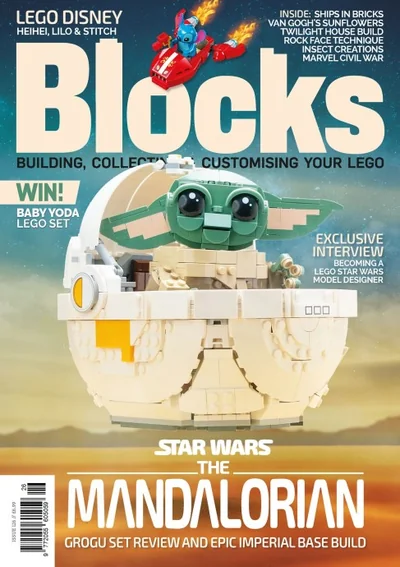 LEGO DISNEY
HEIHEI, LILO & STITCH
INSIDE: SHIPS IN BRICKS
VAN GOGH'S SUNFLOWERS
TWILIGHT HOUSE BUILD
ROCK FACE TECHNIQUE
INSECT CREATIONS
MARVEL CIVIL WAR
Blocks
BUILDING, COLLECTING, CUSTOMISING YOUR LEGO
WIN!
BABY YODA
LEGO SET
EXCLUSIVE
INTERVIEW
BECOMING A
LEGO STAR WARS
MODEL DESIGNER
STAR WARS
THE
MANDALORIAN
GROGU SET REVIEW AND EPIC IMPERIAL BASE BUILD